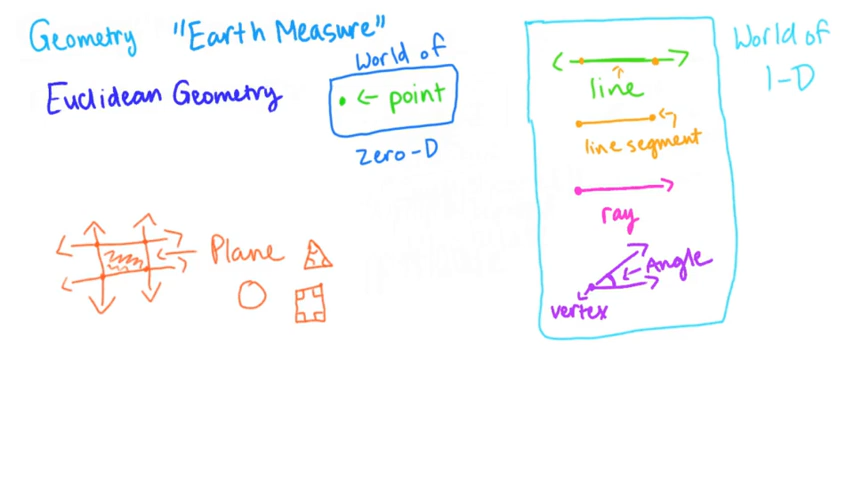 Geometry "Earth Measure"
Euclidean Geometry
World of
point
zero-D
World of
1-D
line
line segment
ray
Angle
vertex
Plane